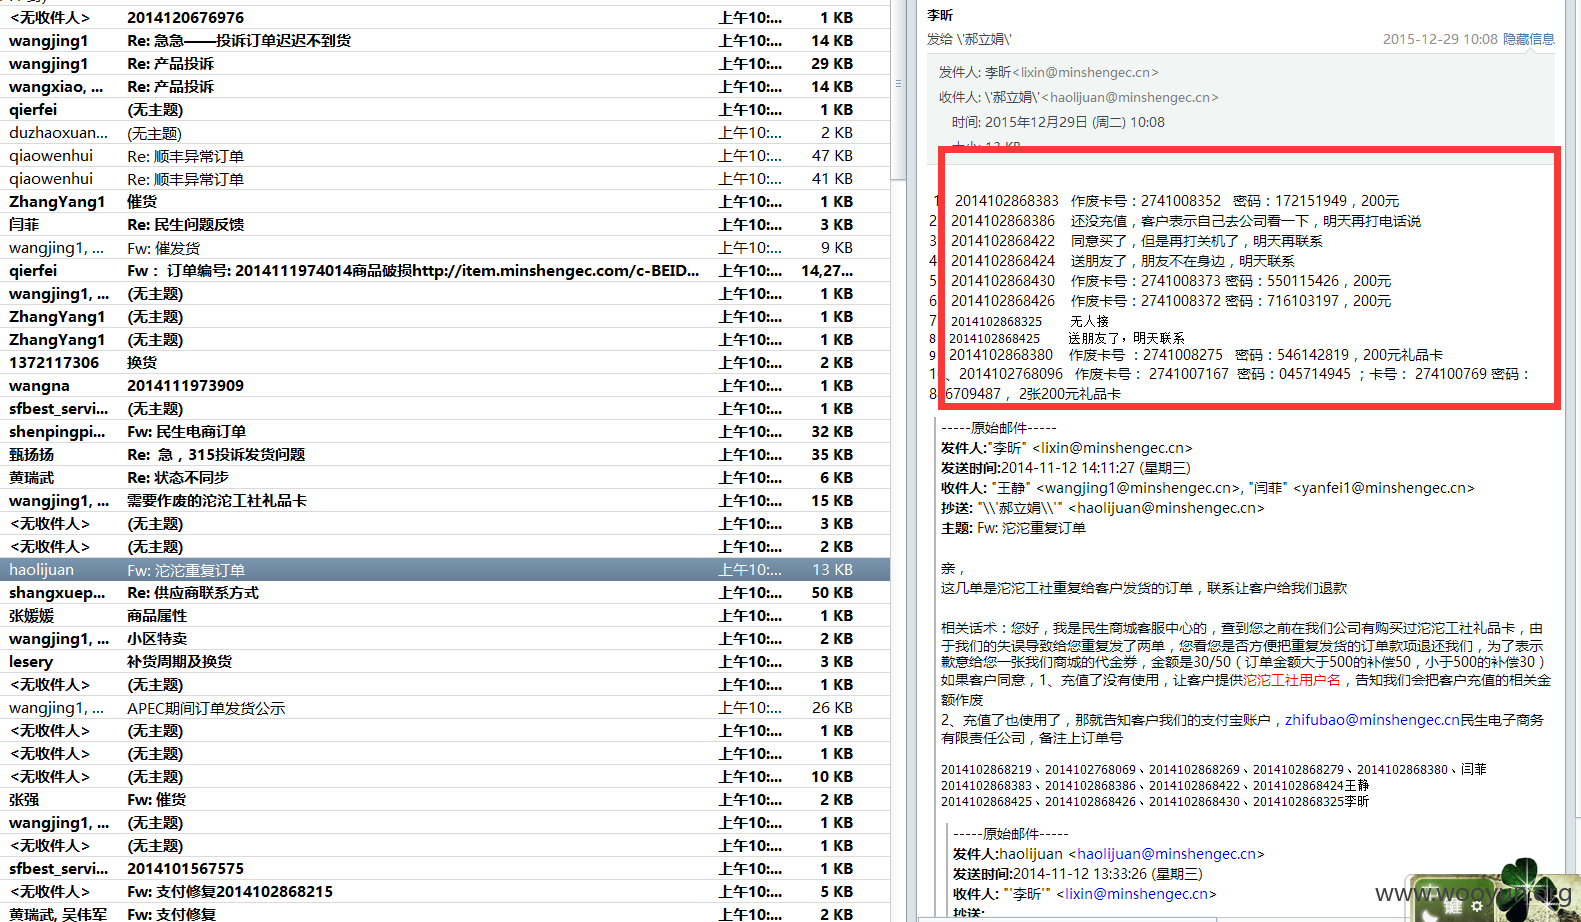 <无收件人> 2014120676976 上午10:... 1 KB
wangjing1 Re: 急急——投诉订单迟迟不到货 上午10:... 14 KB
wangjing1 Re: 产品投诉 上午10:... 29 KB
wangxiao, ... Re: 产品投诉 上午10:... 14 KB
qierfei (无主题) 上午10:... 1 KB
duzhaoxuan... (无主题) 上午10:... 2 KB
qiaowenhui Re: 顺丰异常订单 上午10:... 47 KB
qiaowenhui Re: 顺丰异常订单 上午10:... 41 KB
ZhangYang1 催货 上午10:... 1 KB
闫菲 Re: 民生问题反馈 上午10:... 3 KB
wangjing1, ... Fw: 催发货 上午10:... 9 KB
qierfei Fw： 订单编号: 2014111974014商品破损http://item.minshengec.com/c-BEID... 上午10:... 14,27...
wangjing1, ... (无主题) 上午10:... 1 KB
ZhangYang1 (无主题) 上午10:... 1 KB
ZhangYang1 (无主题) 上午10:... 1 KB
1372117306 换货 上午10:... 2 KB
wangna 2014111973909 上午10:... 1 KB
sfbest_servi... (无主题) 上午10:... 1 KB
shenpingpi... Fw: 民生电商订单 上午10:... 32 KB
甄扬扬 Re: 急，315投诉发货问题 上午10:... 35 KB
黄瑞武 Re: 状态不同步 上午10:... 6 KB
wangjing1, ... 需要作废的沱沱工社礼品卡 上午10:... 15 KB
<无收件人> (无主题) 上午10:... 3 KB
<无收件人> (无主题) 上午10:... 2 KB
haolijuan Fw: 沱沱重复订单 上午10:... 13 KB
shangxuep... Re: 供应商联系方式 上午10:... 50 KB
张媛媛 商品属性 上午10:... 1 KB
wangjing1, ... 小区特卖 上午10:... 2 KB
lesery 补货周期及换货 上午10:... 3 KB
<无收件人> (无主题) 上午10:... 1 KB
wangjing1, ... APEC期间订单发货公示 上午10:... 26 KB
<无收件人> (无主题) 上午10:... 1 KB
<无收件人> (无主题) 上午10:... 1 KB
<无收件人> (无主题) 上午10:... 10 KB
张强 Fw: 催货 上午10:... 2 KB
wangjing1, ... (无主题) 上午10:... 1 KB
<无收件人> (无主题) 上午10:... 1 KB
sfbest_servi... 2014101567575 上午10:... 1 KB
<无收件人> Fw: 支付修复2014102868215 上午10:... 5 KB
黄瑞武, 吴伟军 Fw: 支付修复 上午10:... 2 KB
李昕
发给 \'郝立娟\' 2015-12-29 10:08 隐藏信息
发件人: 李昕<lixin@minshengec.cn>
收件人: \'郝立娟\'<haolijuan@minshengec.cn>
时间: 2015年12月29日 (周二) 10:08
大小: 13 KB
1 2014102868383 作废卡号：2741008352 密码：172151949，200元
2 2014102868386 还没充值，客户表示自己去公司看一下，明天再打电话说
3 2014102868422 同意买了，但是再打关机了，明天再联系
4 2014102868424 送朋友了，朋友不在身边，明天联系
5 2014102868430 作废卡号：2741008373 密码：550115426，200元
6 2014102868426 作废卡号：2741008372 密码：716103197，200元
7 2014102868325 无人接
8 2014102868425 送朋友了，明天联系
9 2014102868380 作废卡号 ：2741008275 密码：546142819，200元礼品卡
10、2014102768096 作废卡号： 2741007167 密码：045714945 ；卡号： 274100769 密码：
86709487， 2张200元礼品卡
-----原始邮件-----
发件人:"李昕" <lixin@minshengec.cn>
发送时间:2014-11-12 14:11:27 (星期三)
收件人: "王静" <wangjing1@minshengec.cn>, "闫菲" <yanfei1@minshengec.cn>
抄送: "\\'郝立娟\\'" <haolijuan@minshengec.cn>
主题: Fw: 沱沱重复订单
亲，
这几单是沱沱工社重复给客户发货的订单，联系让客户给我们退款
相关话术：您好，我是民生商城客服中心的，查到您之前在我们公司有购买过沱沱工社礼品卡，由
于我们的失误导致给您重复发了两单，您看您是否方便把重复发货的订单款项退还我们，为了表示
歉意给您一张我们商城的代金券，金额是30/50（订单金额大于500的补偿50，小于500的补偿30）
如果客户同意，1、充值了没有使用，让客户提供沱沱工社用户名，告知我们会把客户充值的相关金
额作废
2、充值了也使用了，那就告知客户我们的支付宝账户，zhifubao@minshengec.cn民生电子商务
有限责任公司，备注上订单号
2014102868219、2014102768069、2014102868269、2014102868279、2014102868380、闫菲
2014102868383、2014102868386、2014102868422、2014102868424王静
2014102868425、2014102868426、2014102868430、2014102868325李昕
-----原始邮件-----
发件人:haolijuan <haolijuan@minshengec.cn>
发送时间:2014-11-12 13:33:26 (星期三)
收件人: "'李昕'" <lixin@minshengec.cn>
抄送:
www.wooyun.org